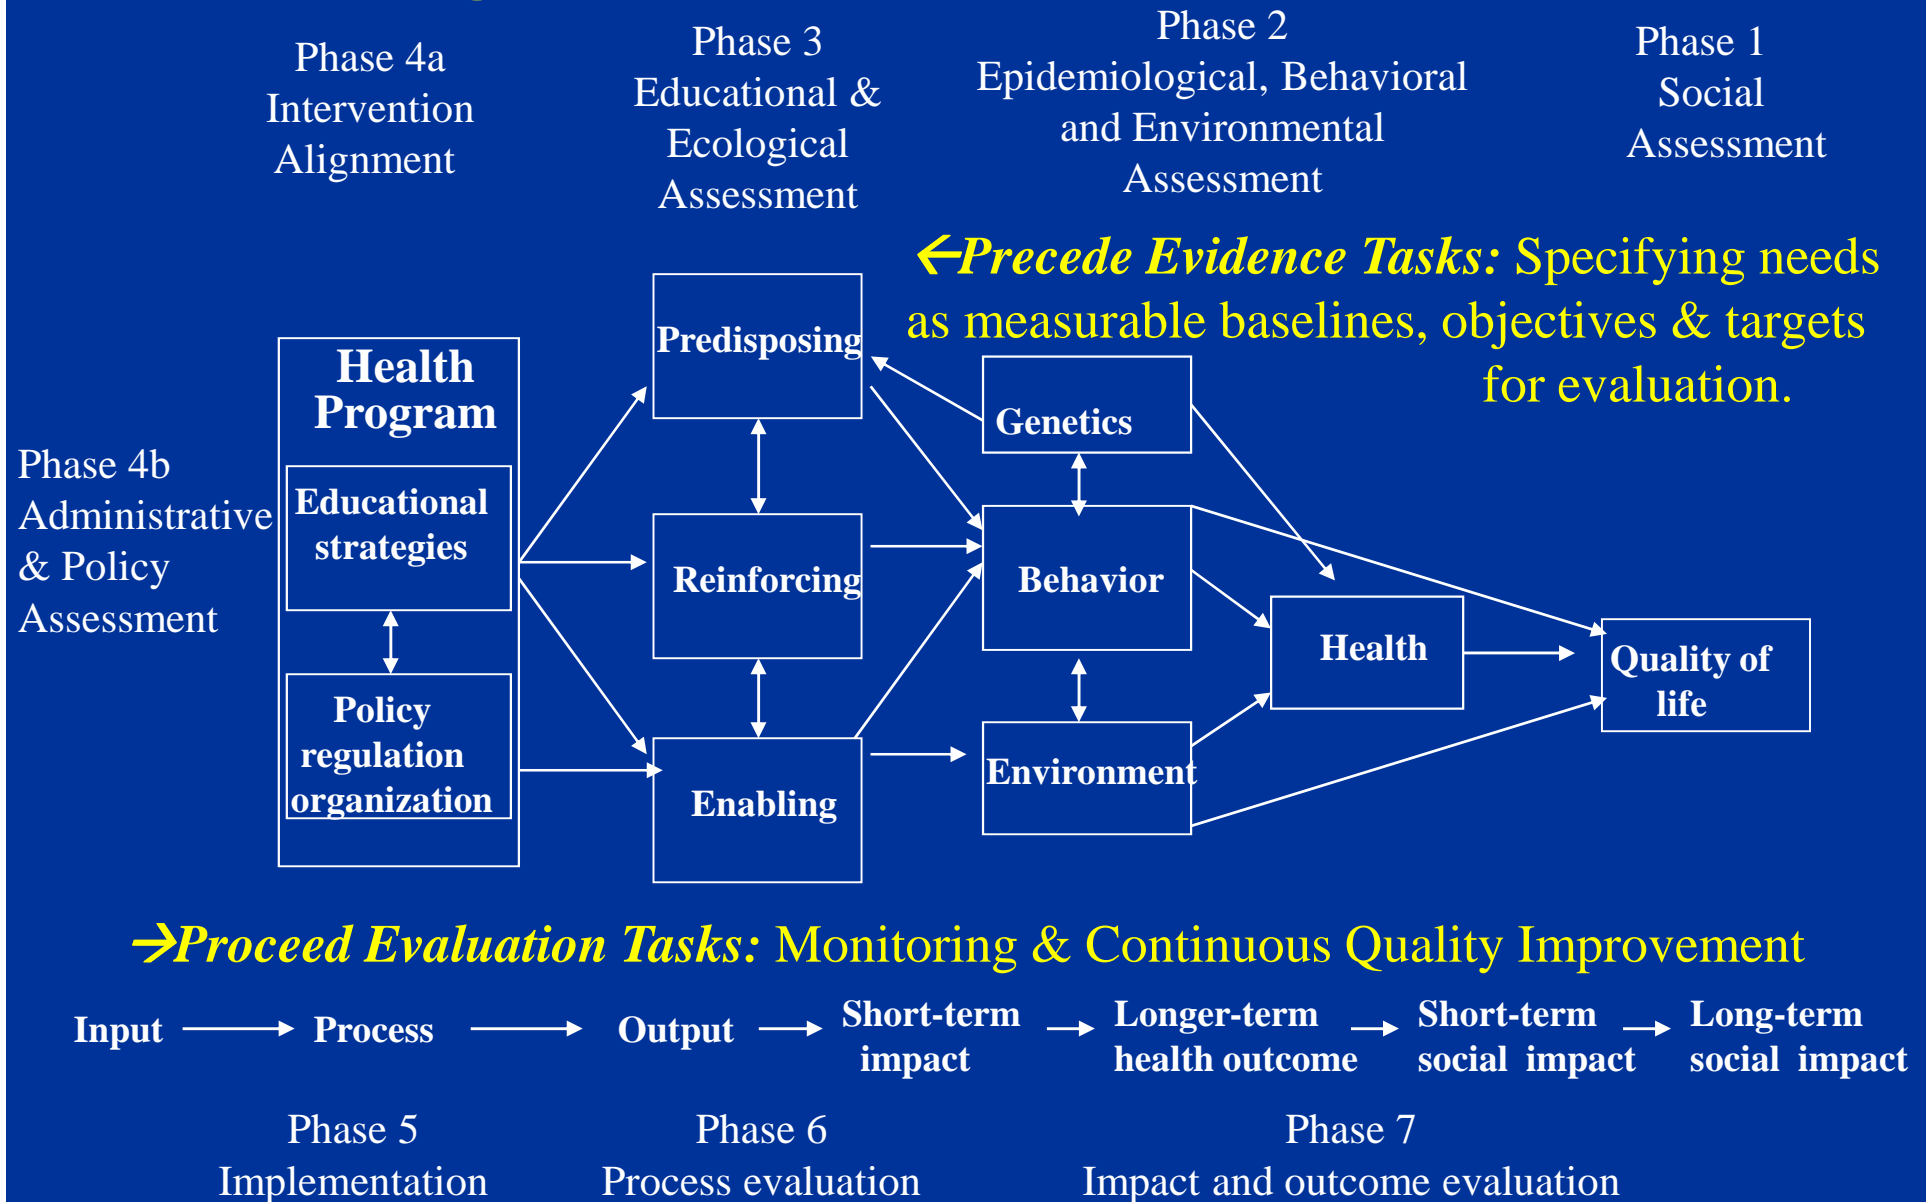 Phase 4a
Intervention
Alignment
Phase 3
Educational &
Ecological
Assessment
Phase 2
Epidemiological, Behavioral
and Environmental
Assessment
Phase 1
Social
Assessment
←Precede Evidence Tasks: Specifying needs
as measurable baselines, objectives & targets
for evaluation.
Phase 4b
Administrative
& Policy
Assessment
Health
Program
Educational
strategies
Policy
regulation
organization
Predisposing
Reinforcing
Enabling
Genetics
Behavior
Environment
Health
Quality of
life
→Proceed Evaluation Tasks: Monitoring & Continuous Quality Improvement
Input
Process
Output
Short-term
impact
Longer-term
health outcome
Short-term
social impact
Long-term
social impact
Phase 5
Implementation
Phase 6
Process evaluation
Phase 7
Impact and outcome evaluation